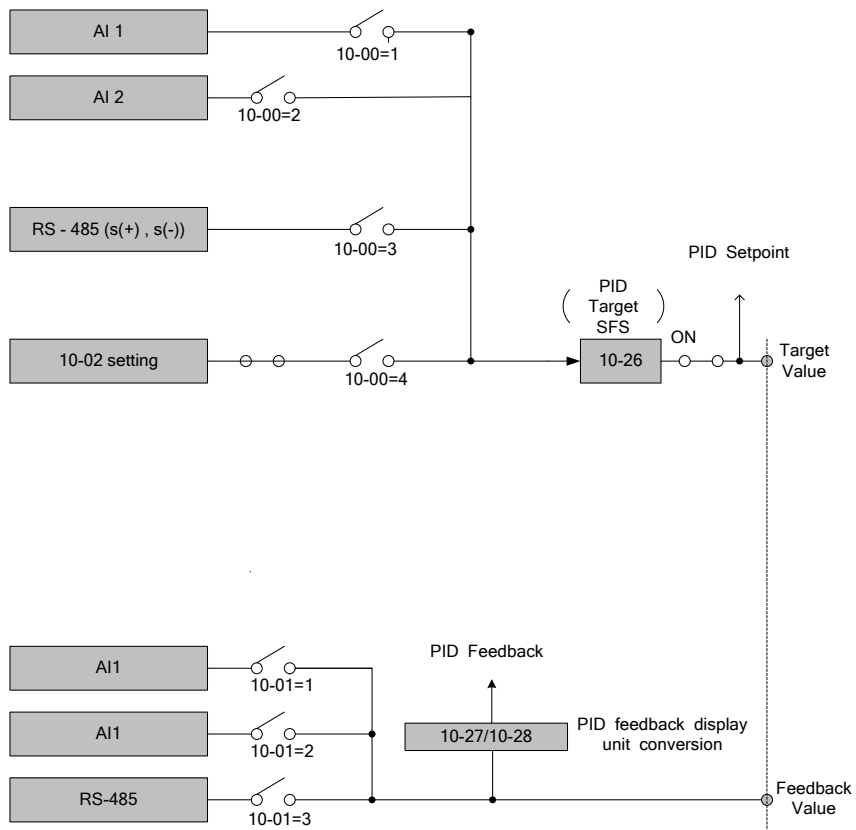 AI 1
10-00=1
AI 2
10-00=2
RS - 485 (s(+) , s(-))
10-00=3
PID Setpoint
( PID
Target
SFS )
10-02 setting
10-00=4
10-26
ON
Target
Value
AI1
10-01=1
PID Feedback
AI1
10-01=2
10-27/10-28
PID feedback display
unit conversion
RS-485
10-01=3
Feedback
Value